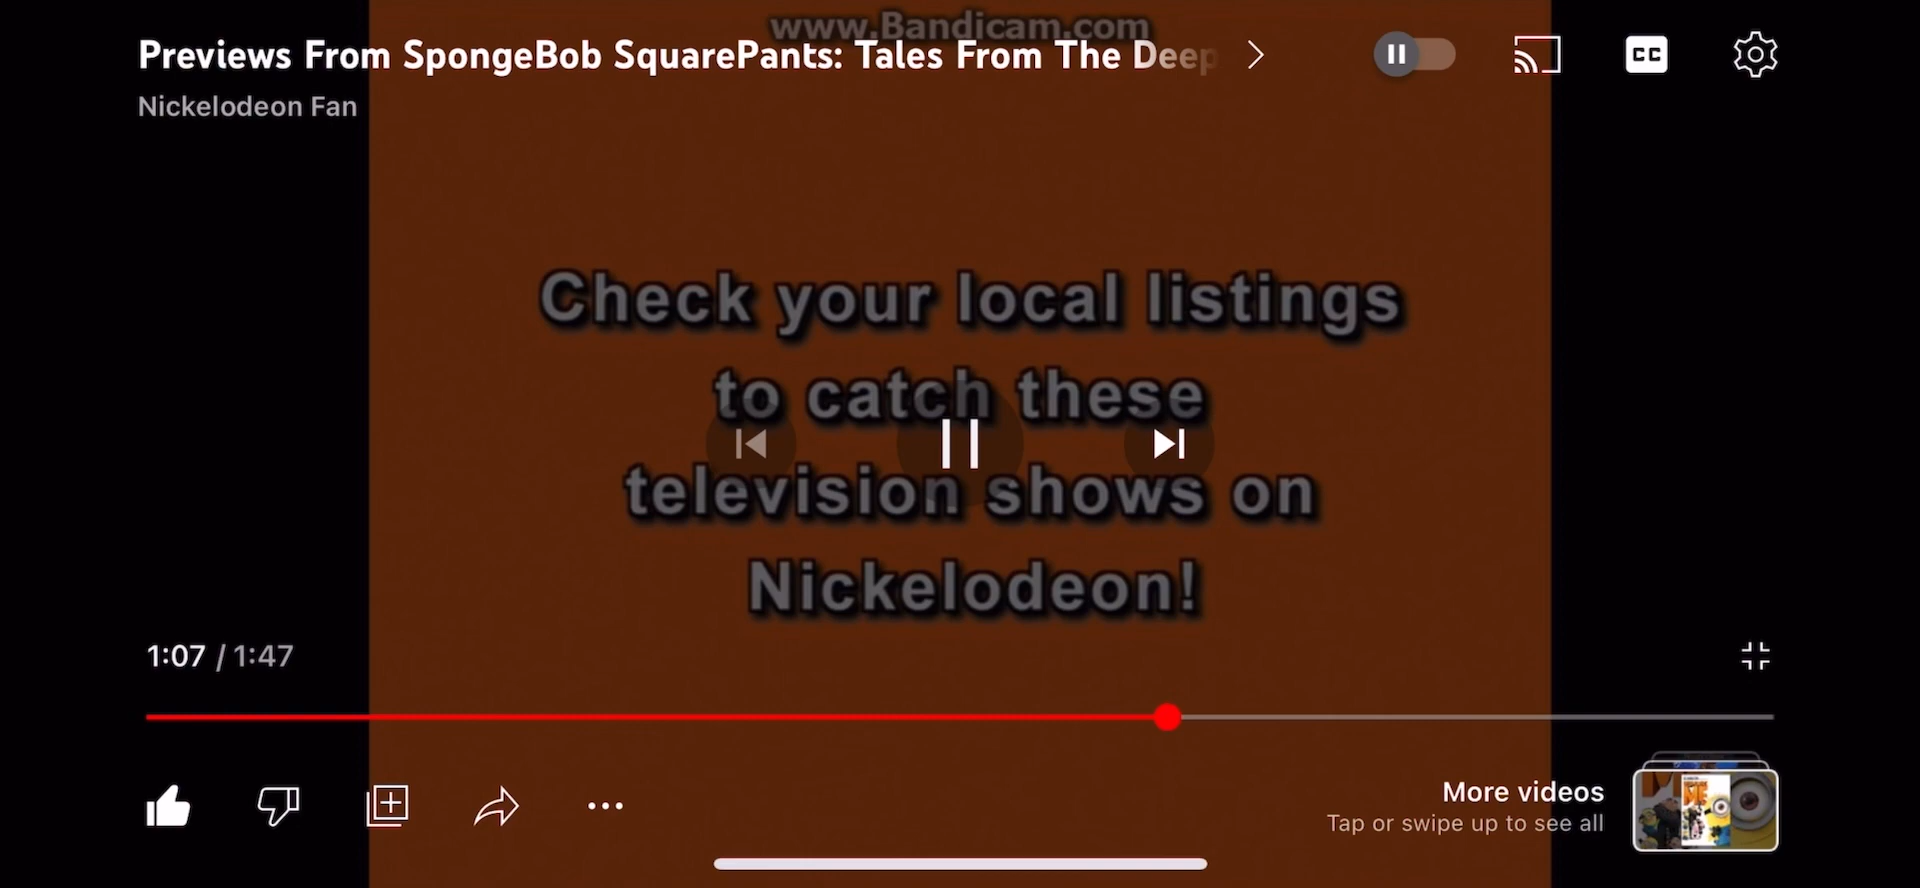 www.Bandicam.com
Previews From SpongeBob SquarePants: Tales From The Deep
CC
Nickelodeon Fan
Check your local listings
to catch these
television shows on
Nickelodeon!
1:07 / 1:47
More videos
Tap or swipe up to see all